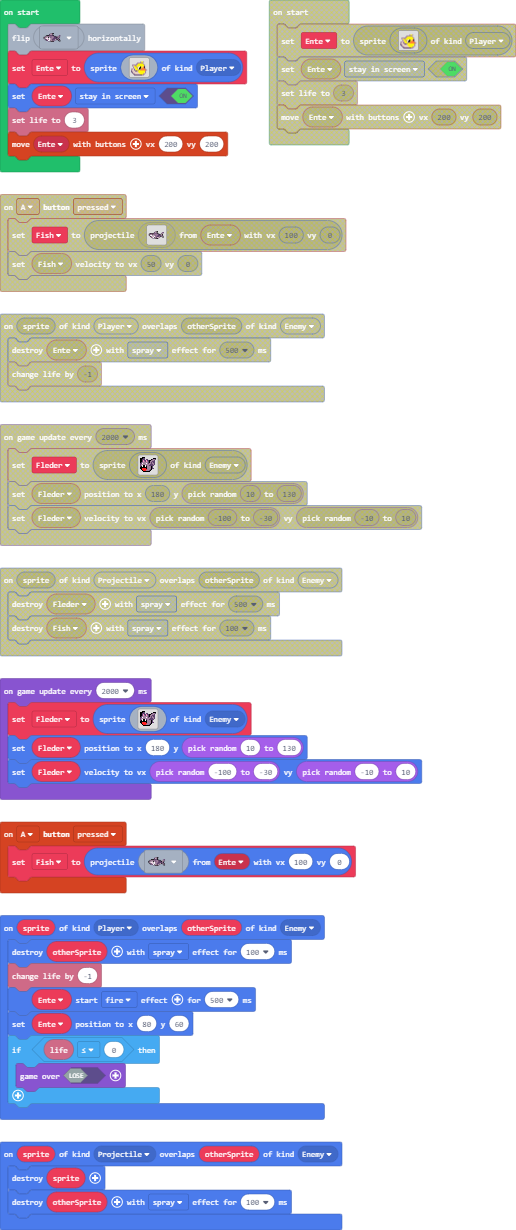 on start
flip horizontally
set Ente to sprite of kind Player
set Ente stay in screen ON
set life to 3
move Ente with buttons vx 200 vy 200
on start
set Ente to sprite of kind Player
set Ente stay in screen ON
set life to 3
move Ente with buttons vx 200 vy 200
on A button pressed
set Fish to projectile from Ente with vx 100 vy 0
set Fish velocity to vx 50 vy 0
on sprite of kind Player overlaps otherSprite of kind Enemy
destroy Ente with spray effect for 500 ms
change life by -1
on game update every 2000 ms
set Fleder to sprite of kind Enemy
set Fleder position to x 180 y pick random 10 to 130
set Fleder velocity to vx pick random -100 to -30 vy pick random -10 to 10
on sprite of kind Projectile overlaps otherSprite of kind Enemy
destroy Fleder with spray effect for 500 ms
destroy Fish with spray effect for 100 ms
on game update every 2000 ms
set Fleder to sprite of kind Enemy
set Fleder position to x 180 y pick random 10 to 130
set Fleder velocity to vx pick random -100 to -30 vy pick random -10 to 10
on A button pressed
set Fish to projectile from Ente with vx 100 vy 0
on sprite of kind Player overlaps otherSprite of kind Enemy
destroy otherSprite with spray effect for 100 ms
change life by -1
Ente start fire effect for 500 ms
set Ente position to x 80 y 60
if life ≤ 0 then
game over LOSE
on sprite of kind Projectile overlaps otherSprite of kind Enemy
destroy sprite
destroy otherSprite with spray effect for 100 ms